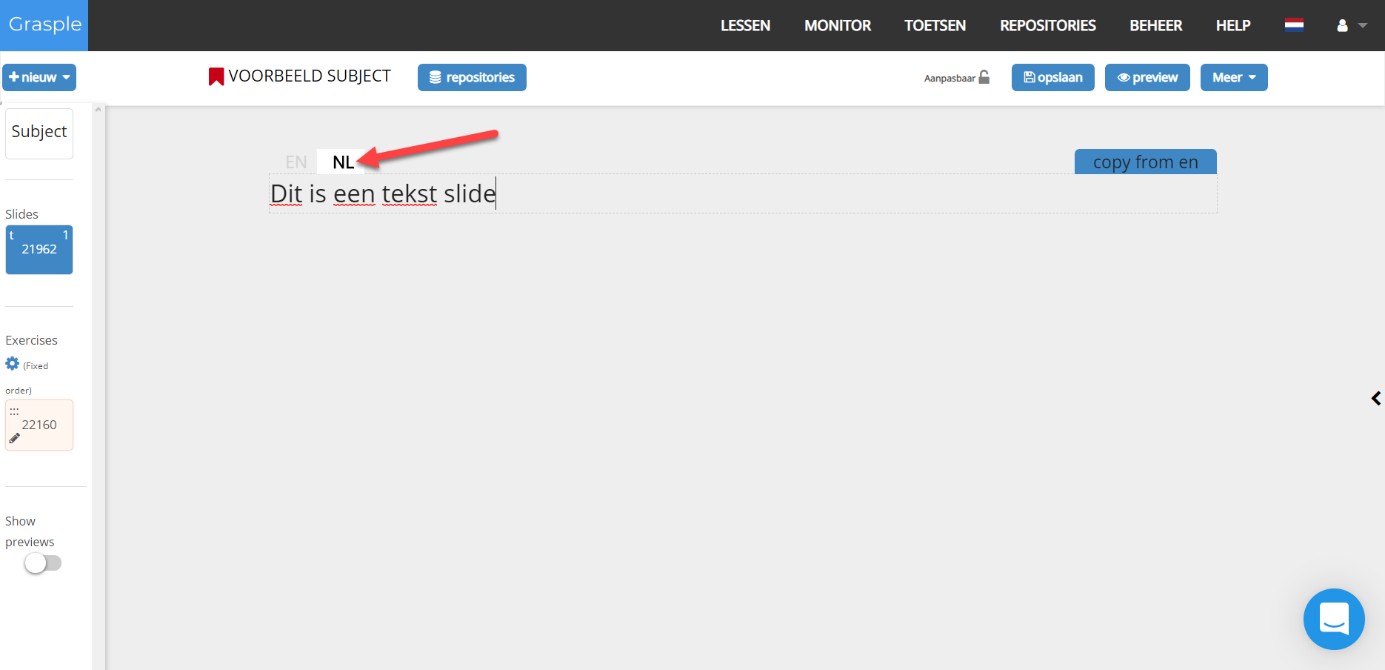 Grasple
LESSEN MONITOR TOETSEN REPOSITORIES BEHEER HELP
nieuw
VOORBEELD SUBJECT
repositories
Aanpasbaar
opslaan
preview
Meer
Subject
Slides
t 1
21962
Exercises
(Fixed
order)
:::
22160
Show
previews
EN NL
copy from en
Dit is een tekst slide